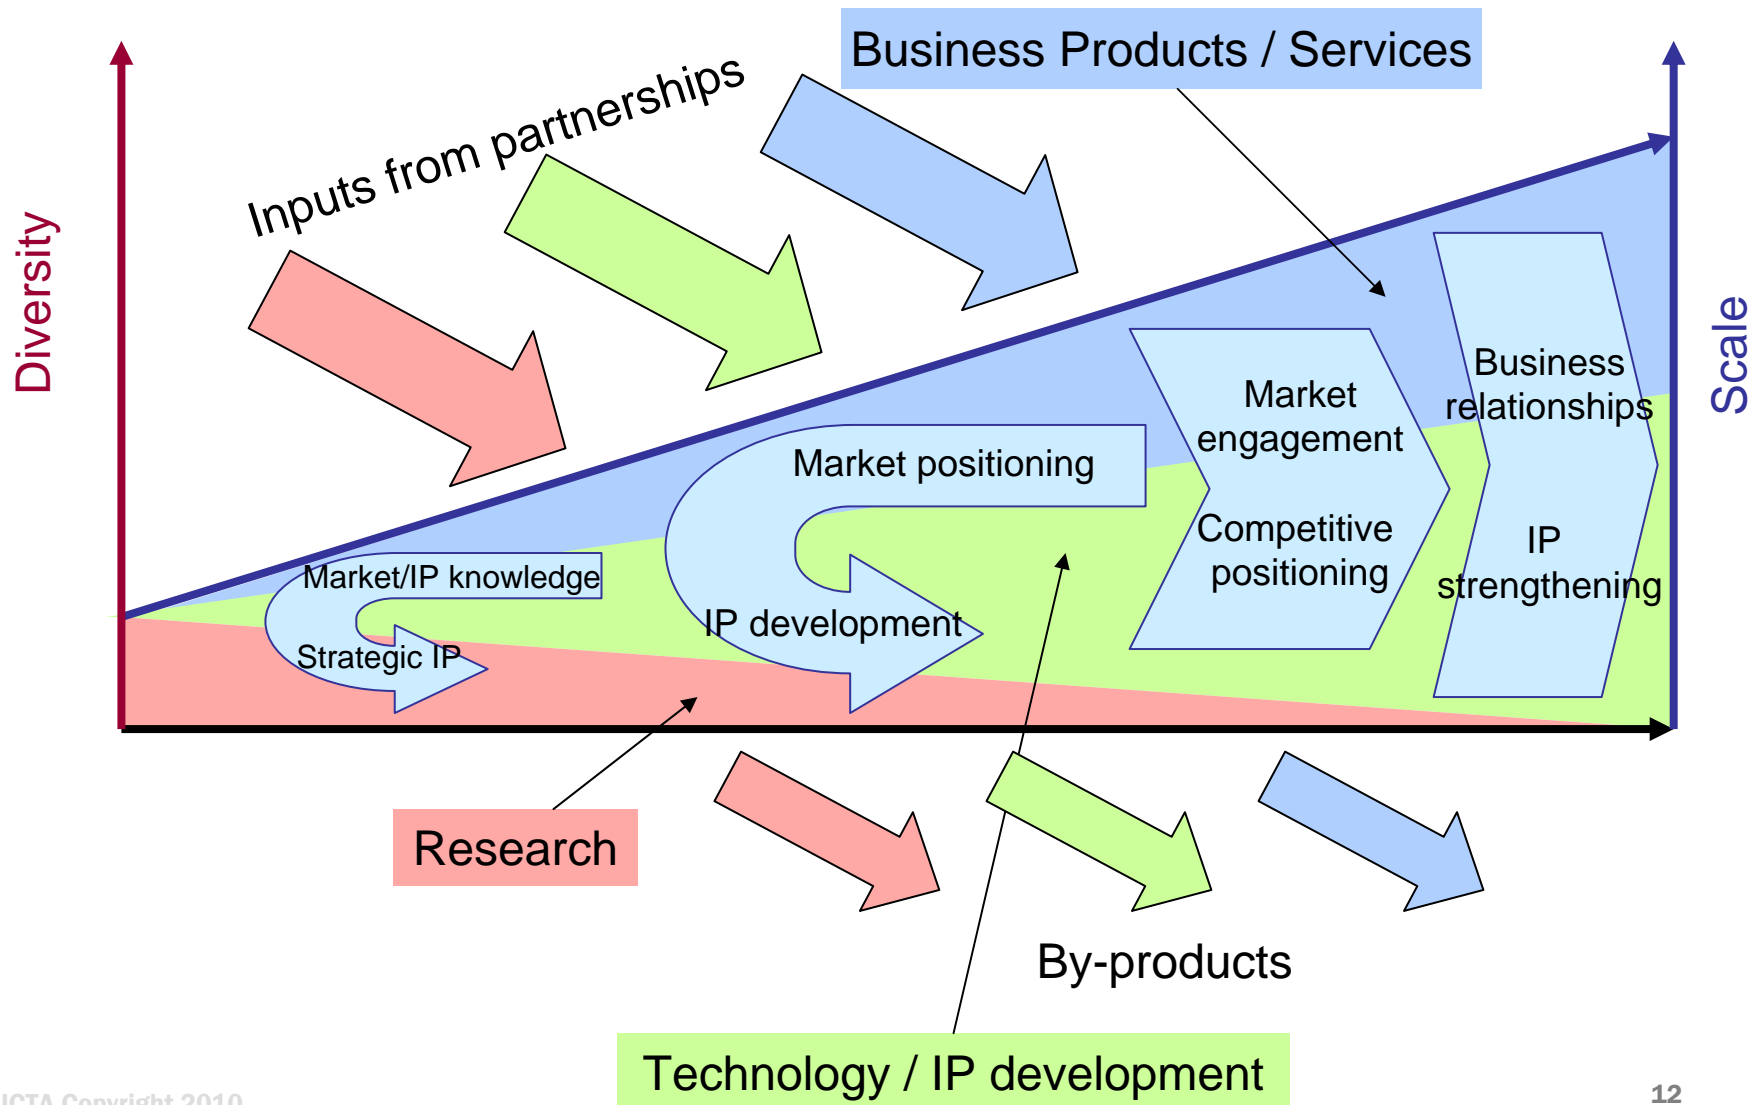 Business Products / Services
Inputs from partnerships
Diversity
Scale
Business
relationships
Market
engagement
Market positioning
Competitive
positioning
IP
strengthening
Market/IP knowledge
IP development
Strategic IP
Research
By-products
Technology / IP development
ICTA Copyright 2010
12